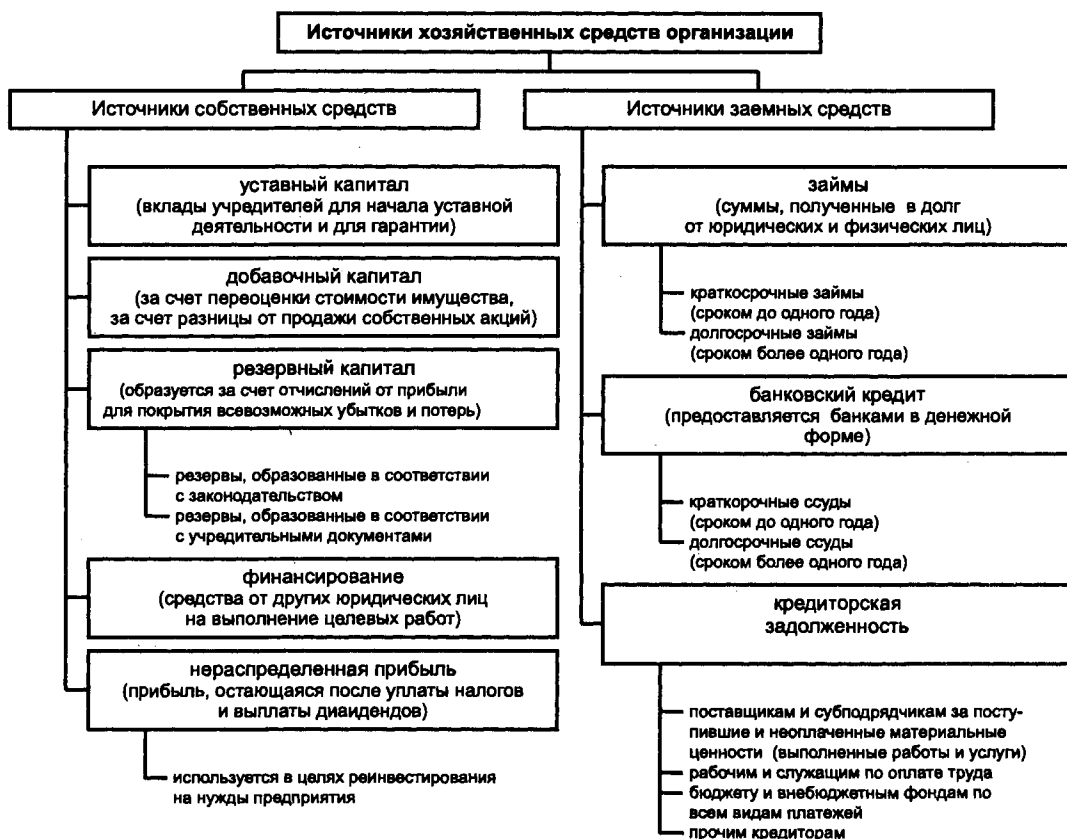 Источники хозяйственных средств организации
Источники собственных средств
уставный капитал
(вклады учредителей для начала уставной
деятельности и для гарантии)
добавочный капитал
(за счет переоценки стоимости имущества,
за счет разницы от продажи собственных акций)
резервный капитал
(образуется за счет отчислений от прибыли
для покрытия всевозможных убытков и потерь)
резервы, образованные в соответствии
с законодательством
резервы, образованные в соответствии
с учредительными документами
финансирование
(средства от других юридических лиц
на выполнение целевых работ)
нераспределенная прибыль
(прибыль, остающаяся после уплаты налогов
и выплаты диаидендов)
используется в целях реинвестирования
на нужды предприятия
Источники заемных средств
займы
(суммы, полученные в долг
от юридических и физических лиц)
краткосрочные займы
(сроком до одного года)
долгосрочные займы
(сроком более одного года)
банковский кредит
(предоставляется банками в денежной
форме)
краткорочные ссуды
(сроком до одного года)
долгосрочные ссуды
(сроком более одного года)
кредиторская
задолженность
поставщикам и субподрядчикам за посту-
пившие и неоплаченные материальные
ценности (выполненные работы и услуги)
рабочим и служащим по оплате труда
бюджету и внебюджетным фондам по
всем видам платежей
прочим кредиторам